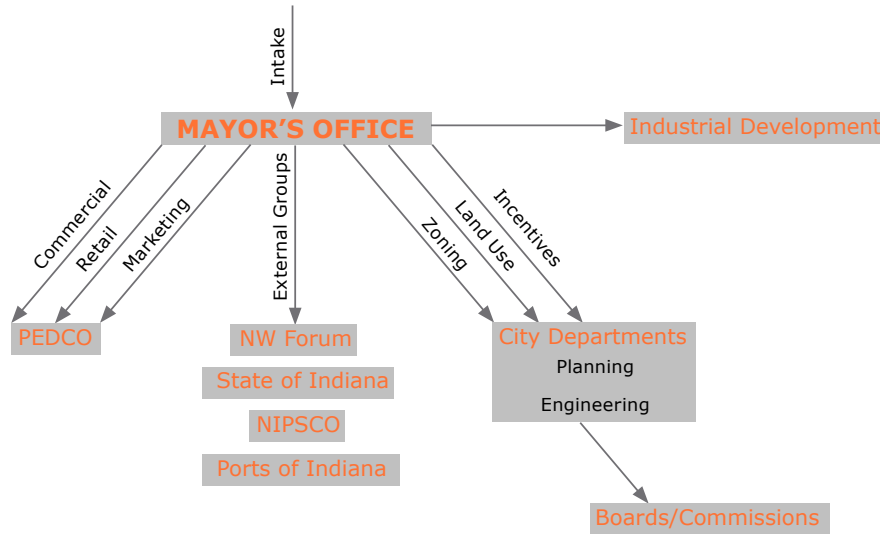 Intake
MAYOR'S OFFICE
Industrial Development
Commercial
Retail
Marketing
External Groups
Zoning
Land Use
Incentives
PEDCO
NW Forum
State of Indiana
NIPSCO
Ports of Indiana
City Departments
Planning
Engineering
Boards/Commissions